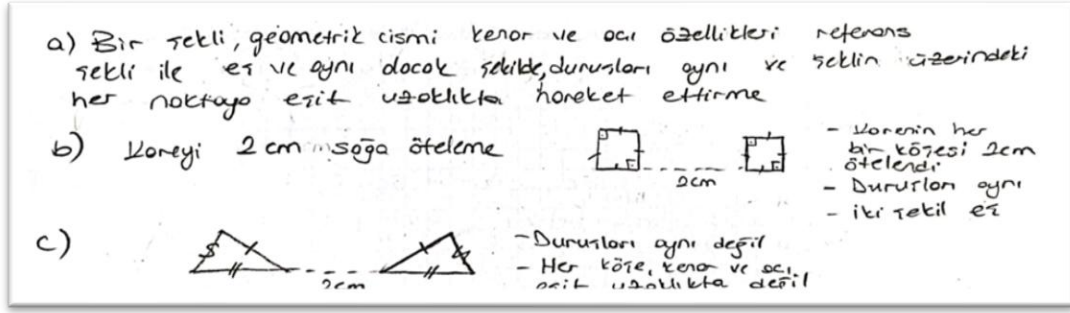 a) Bir şekli, geometrik cismi kenar ve açı özellikleri referans
şekli ile eş ve aynı olacak şekilde, duruşları aynı ve şeklin üzerindeki
her noktaya eşit uzaklıkta hareket ettirme
b) Kareyi 2 cm sağa öteleme
2cm
- Karenin her
bir köşesi 2cm
ötelendi
- Duruşları aynı
- iki şekil eş
c)
2cm
- Duruşları aynı değil
- Her köşe, kenar ve açı
eşit uzaklıkta değil